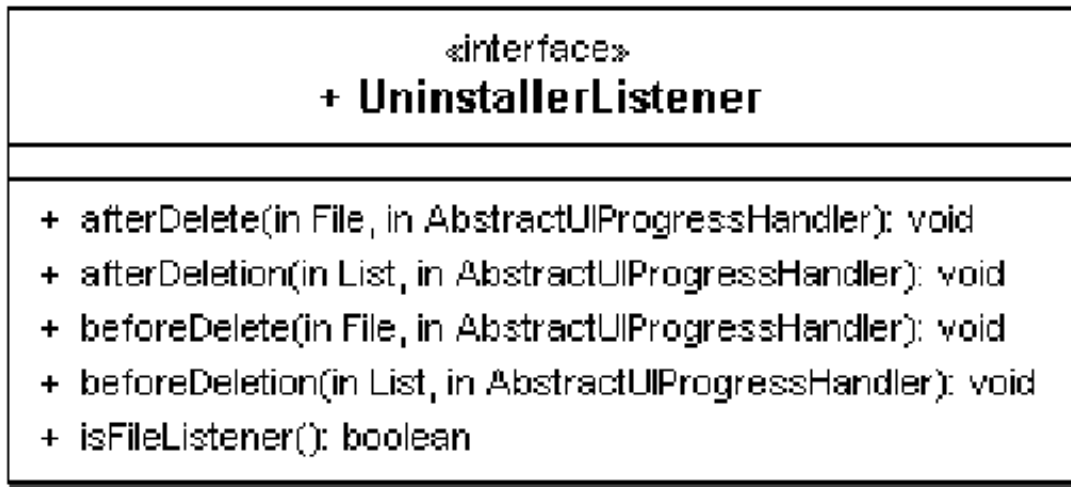 «interface»
+ UninstallerListener
+ afterDelete(in File, in AbstractUIProgressHandler): void
+ afterDeletion(in List, in AbstractUIProgressHandler): void
+ beforeDelete(in File, in AbstractUIProgressHandler): void
+ beforeDeletion(in List, in AbstractUIProgressHandler): void
+ isFileListener(): boolean